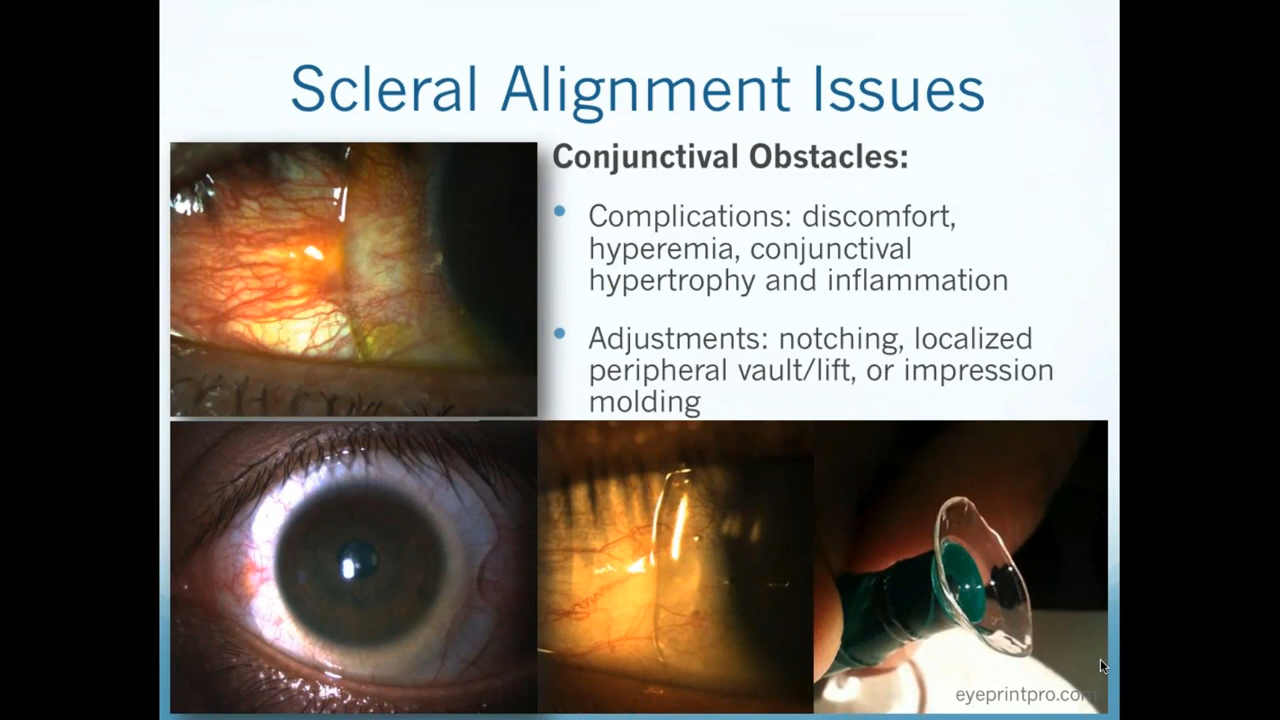 Scleral Alignment Issues
Conjunctival Obstacles:
Complications: discomfort,
hyperemia, conjunctival
hypertrophy and inflammation
Adjustments: notching, localized
peripheral vault/lift, or impression
molding
eyeprintpro.com